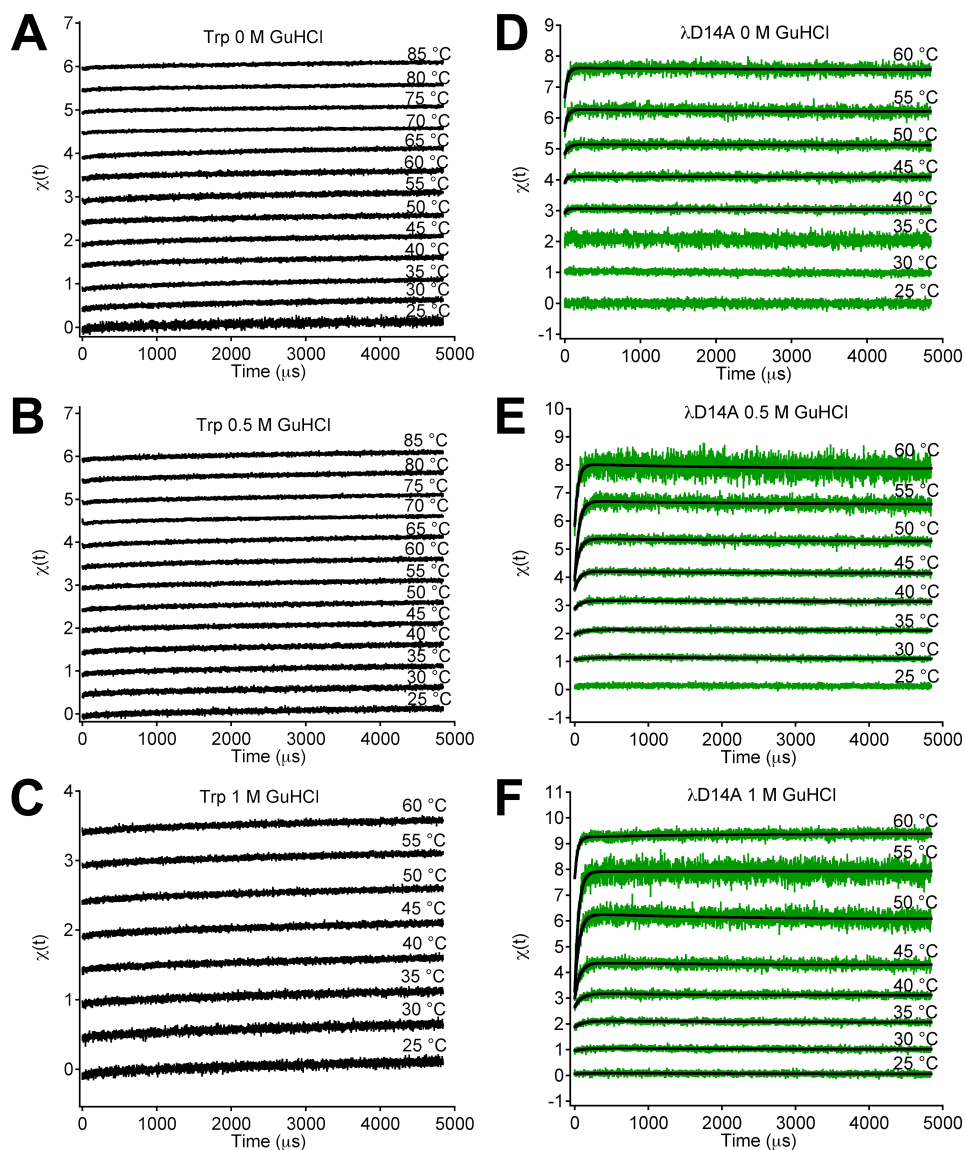 A
Trp 0 M GuHCl
7
6
5
4
3
2
1
0
χ(t)
85 °C
80 °C
75 °C
70 °C
65 °C
60 °C
55 °C
50 °C
45 °C
40 °C
35 °C
30 °C
25 °C
0 1000 2000 3000 4000 5000
Time (μs)
D
λD14A 0 M GuHCl
9
8
7
6
5
4
3
2
1
0
-1
χ(t)
60 °C
55 °C
50 °C
45 °C
40 °C
35 °C
30 °C
25 °C
0 1000 2000 3000 4000 5000
Time (μs)
B
Trp 0.5 M GuHCl
7
6
5
4
3
2
1
0
χ(t)
85 °C
80 °C
75 °C
70 °C
65 °C
60 °C
55 °C
50 °C
45 °C
40 °C
35 °C
30 °C
25 °C
0 1000 2000 3000 4000 5000
Time (μs)
E
λD14A 0.5 M GuHCl
10
9
8
7
6
5
4
3
2
1
0
-1
χ(t)
60 °C
55 °C
50 °C
45 °C
40 °C
35 °C
30 °C
25 °C
0 1000 2000 3000 4000 5000
Time (μs)
C
Trp 1 M GuHCl
4
3
2
1
0
χ(t)
60 °C
55 °C
50 °C
45 °C
40 °C
35 °C
30 °C
25 °C
0 1000 2000 3000 4000 5000
Time (μs)
F
λD14A 1 M GuHCl
11
10
9
8
7
6
5
4
3
2
1
0
-1
χ(t)
60 °C
55 °C
50 °C
45 °C
40 °C
35 °C
30 °C
25 °C
0 1000 2000 3000 4000 5000
Time (μs)